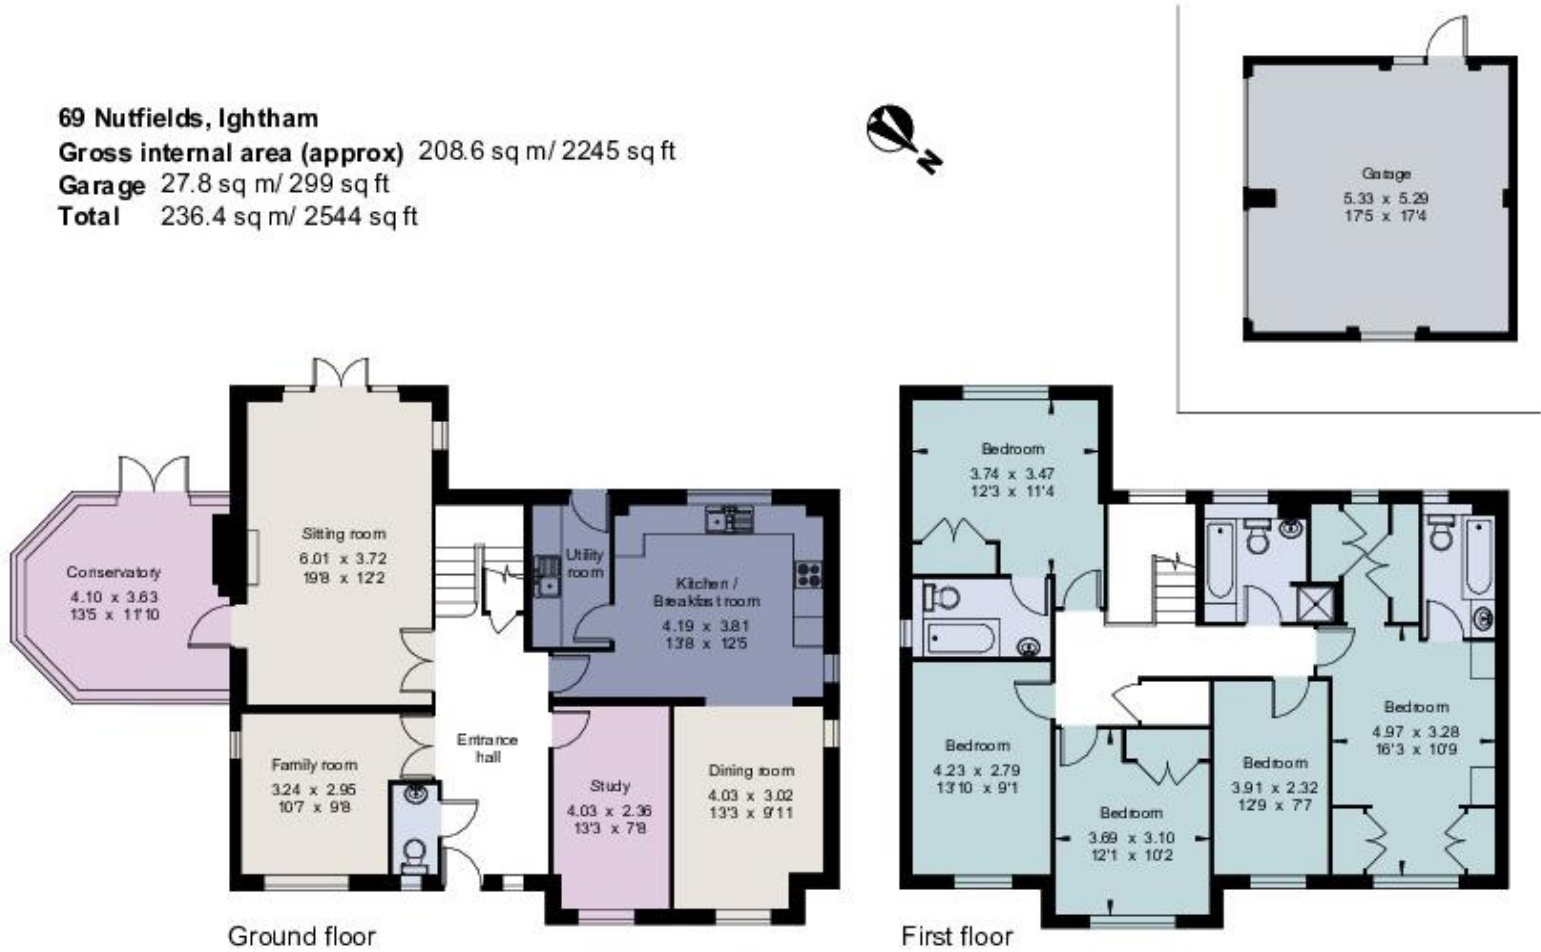 69 Nutfields, Ightham
Gross internal area (approx) 208.6 sq m/ 2245 sq ft
Garage 27.8 sq m/ 299 sq ft
Total 236.4 sq m/ 2544 sq ft
N
Garage
5.33 x 5.29
17'5 x 17'4
Conservatory
4.10 x 3.63
13'5 x 11'10
Sitting room
6.01 x 3.72
19'8 x 12'2
Utility
room
Kitchen /
Breakfast room
4.19 x 3.81
13'8 x 12'5
Family room
3.24 x 2.95
10'7 x 9'8
Entrance
hall
Study
4.03 x 2.36
13'3 x 7'8
Dining room
4.03 x 3.02
13'3 x 9'11
Ground floor
Bedroom
3.74 x 3.47
12'3 x 11'4
Bedroom
4.23 x 2.79
13'10 x 9'1
Bedroom
3.69 x 3.10
12'1 x 10'2
Bedroom
3.91 x 2.32
12'9 x 7'7
Bedroom
4.97 x 3.28
16'3 x 10'9
First floor